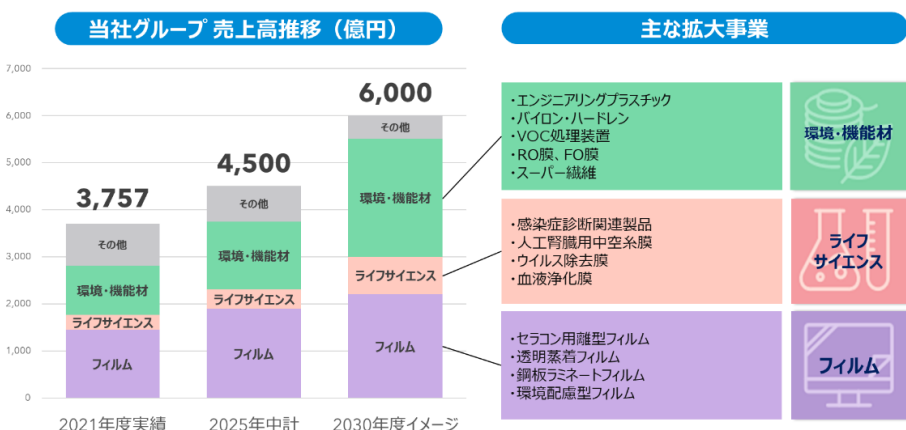 当社グループ 売上高推移（億円）
7,000
6,000
5,000
4,000
3,000
2,000
1,000
0
3,757
その他
環境・機能材
ライフサイエンス
フィルム
2021年度実績
4,500
その他
環境・機能材
ライフサイエンス
フィルム
2025年中計
6,000
その他
環境・機能材
ライフサイエンス
フィルム
2030年度イメージ
主な拡大事業
・エンジニアリングプラスチック
・バイロン・ハードレン
・VOC処理装置
・RO膜、FO膜
・スーパー繊維
環境・機能材
・感染症診断関連製品
・人工腎臓用中空糸膜
・ウイルス除去膜
・血液浄化膜
ライフ
サイエンス
・セラコン用離型フィルム
・透明蒸着フィルム
・鋼板ラミネートフィルム
・環境配慮型フィルム
フィルム